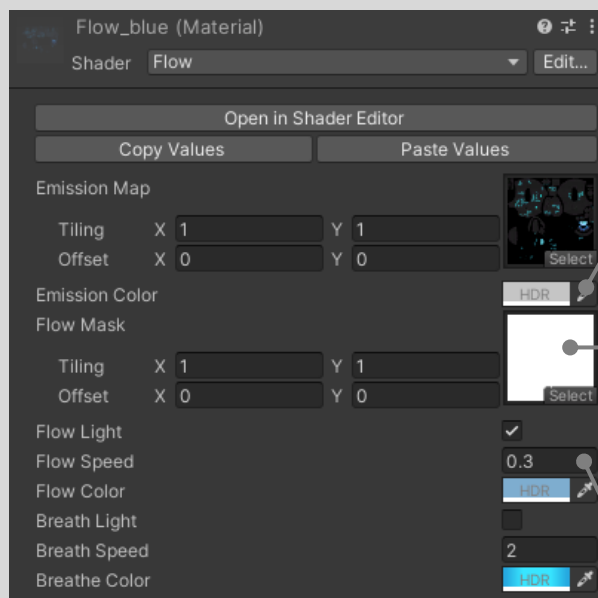 Flow_blue (Material)
Shader Flow Edit...
Open in Shader Editor
Copy Values Paste Values
Emission Map
Tiling X 1 Y 1
Offset X 0 Y 0
Select
Emission Color HDR
Flow Mask
Tiling X 1 Y 1
Offset X 0 Y 0
Select
Flow Light
Flow Speed 0.3
Flow Color HDR
Breath Light
Breath Speed 2
Breathe Color HDR